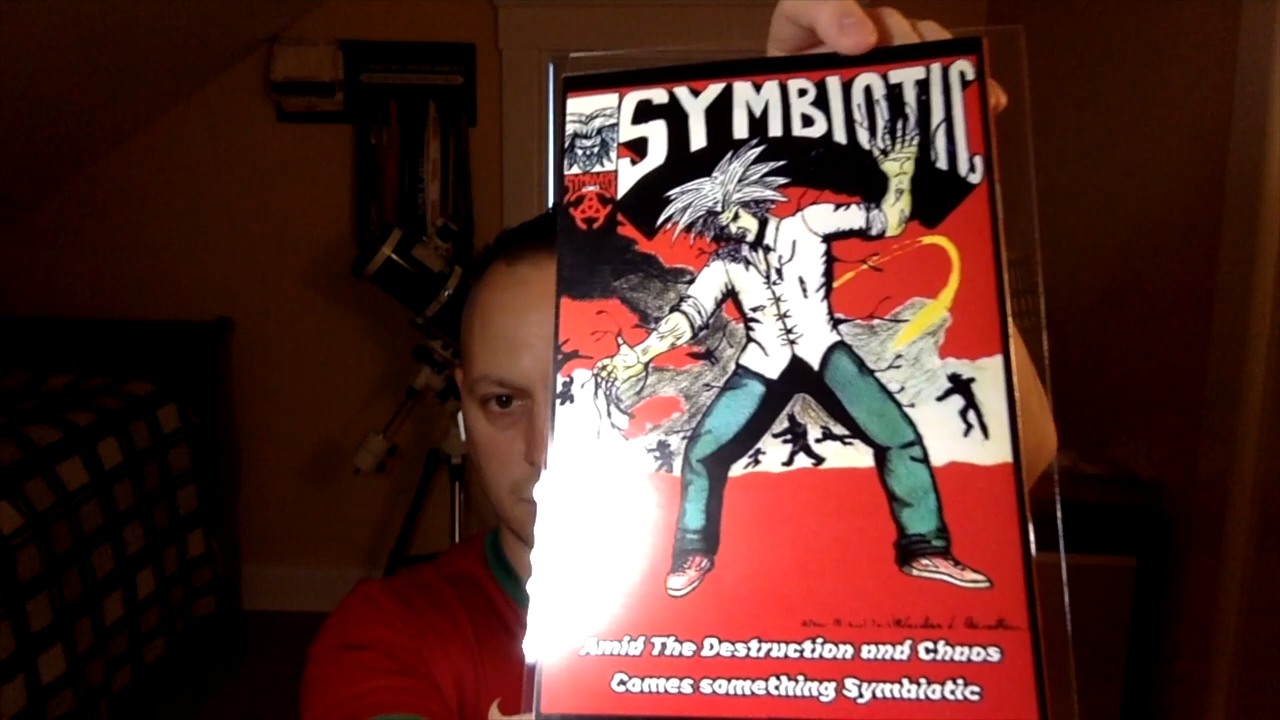 SYMBIOTIC
Amid The Destruction and Chaos
Comes something Symbiotic